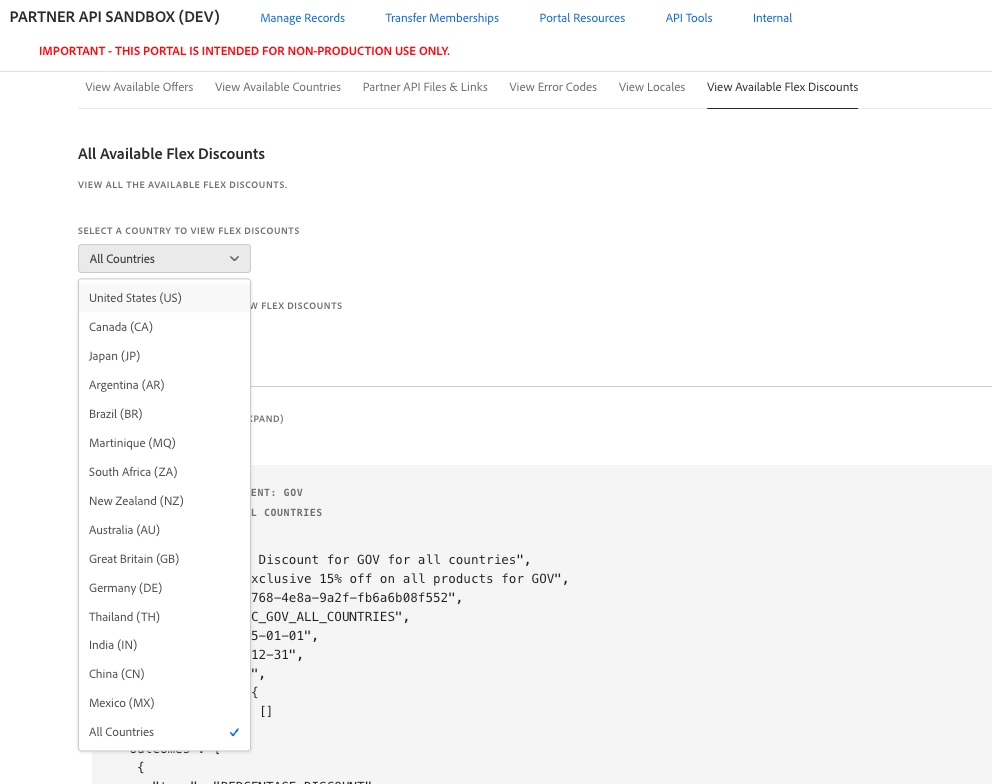 PARTNER API SANDBOX (DEV) Manage Records Transfer Memberships Portal Resources API Tools Internal
IMPORTANT - THIS PORTAL IS INTENDED FOR NON-PRODUCTION USE ONLY.
View Available Offers View Available Countries Partner API Files & Links View Error Codes View Locales View Available Flex Discounts
All Available Flex Discounts
VIEW ALL THE AVAILABLE FLEX DISCOUNTS.
SELECT A COUNTRY TO VIEW FLEX DISCOUNTS
All Countries
United States (US)
W FLEX DISCOUNTS
Canada (CA)
Japan (JP)
Argentina (AR)
Brazil (BR)
PAND)
Martinique (MQ)
South Africa (ZA)
ENT: GOV
New Zealand (NZ)
L COUNTRIES
Australia (AU)
Great Britain (GB)
Discount for GOV for all countries",
xclusive 15% off on all products for GOV",
Germany (DE)
768-4e8a-9a2f-fb6a6b08f552",
Thailand (TH)
C_GOV_ALL_COUNTRIES",
5-01-01",
India (IN)
12-31",
China (CN)
",
{
Mexico (MX)
[]
All Countries
{